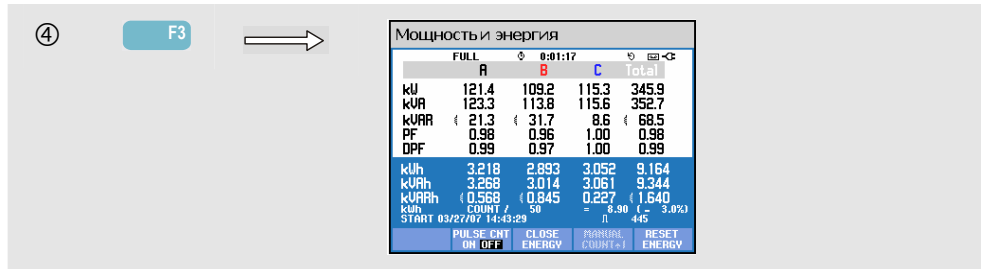 ④ F3
Мощность и энергия
FULL 0:01:17
A B C Total
kW 121.4 109.2 115.3 345.9
kVA 123.3 113.8 115.6 352.7
kVAR 21.3 31.7 8.6 68.5
PF 0.98 0.96 1.00 0.98
DPF 0.99 0.97 1.00 0.99
kWh 3.218 2.893 3.052 9.164
kVAh 3.268 3.014 3.061 9.344
kVARh 0.568 0.845 0.227 1.640
kWh COUNT / 50 = 8.90 ( - 3.0%)
START 03/27/07 14:43:29 445
PULSE CNT CLOSE MANUAL RESET
ON OFF ENERGY COUNT+1 ENERGY